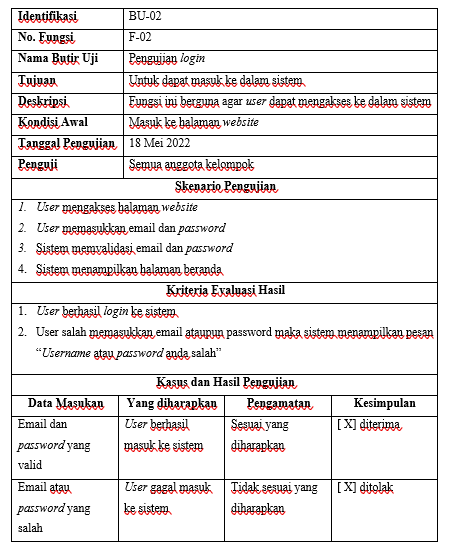 Identifikasi BU-02
No. Fungsi F-02
Nama Butir Uji Pengujian login
Tujuan Untuk dapat masuk ke dalam sistem
Deskripsi Fungsi ini berguna agar user dapat mengakses ke dalam sistem
Kondisi Awal Masuk ke halaman website
Tanggal Pengujian 18 Mei 2022
Penguji Semua anggota kelompok
Skenario Pengujian
1. User mengakses halaman website
2. User memasukkan email dan password
3. Sistem memvalidasi email dan password
4. Sistem menampilkan halaman beranda
Kriteria Evaluasi Hasil
1. User berhasil login ke sistem
2. User salah memasukkan email ataupun password maka sistem menampilkan pesan
“Username atau password anda salah”
Kasus dan Hasil Pengujian
Data Masukan Yang diharapkan Pengamatan Kesimpulan
Email dan
password yang
valid
User berhasil
masuk ke sistem
Sesuai yang
diharapkan
[ X] diterima
Email atau
password yang
salah
User gagal masuk
ke sistem
Tidak sesuai yang
diharapkan
[ X] ditolak